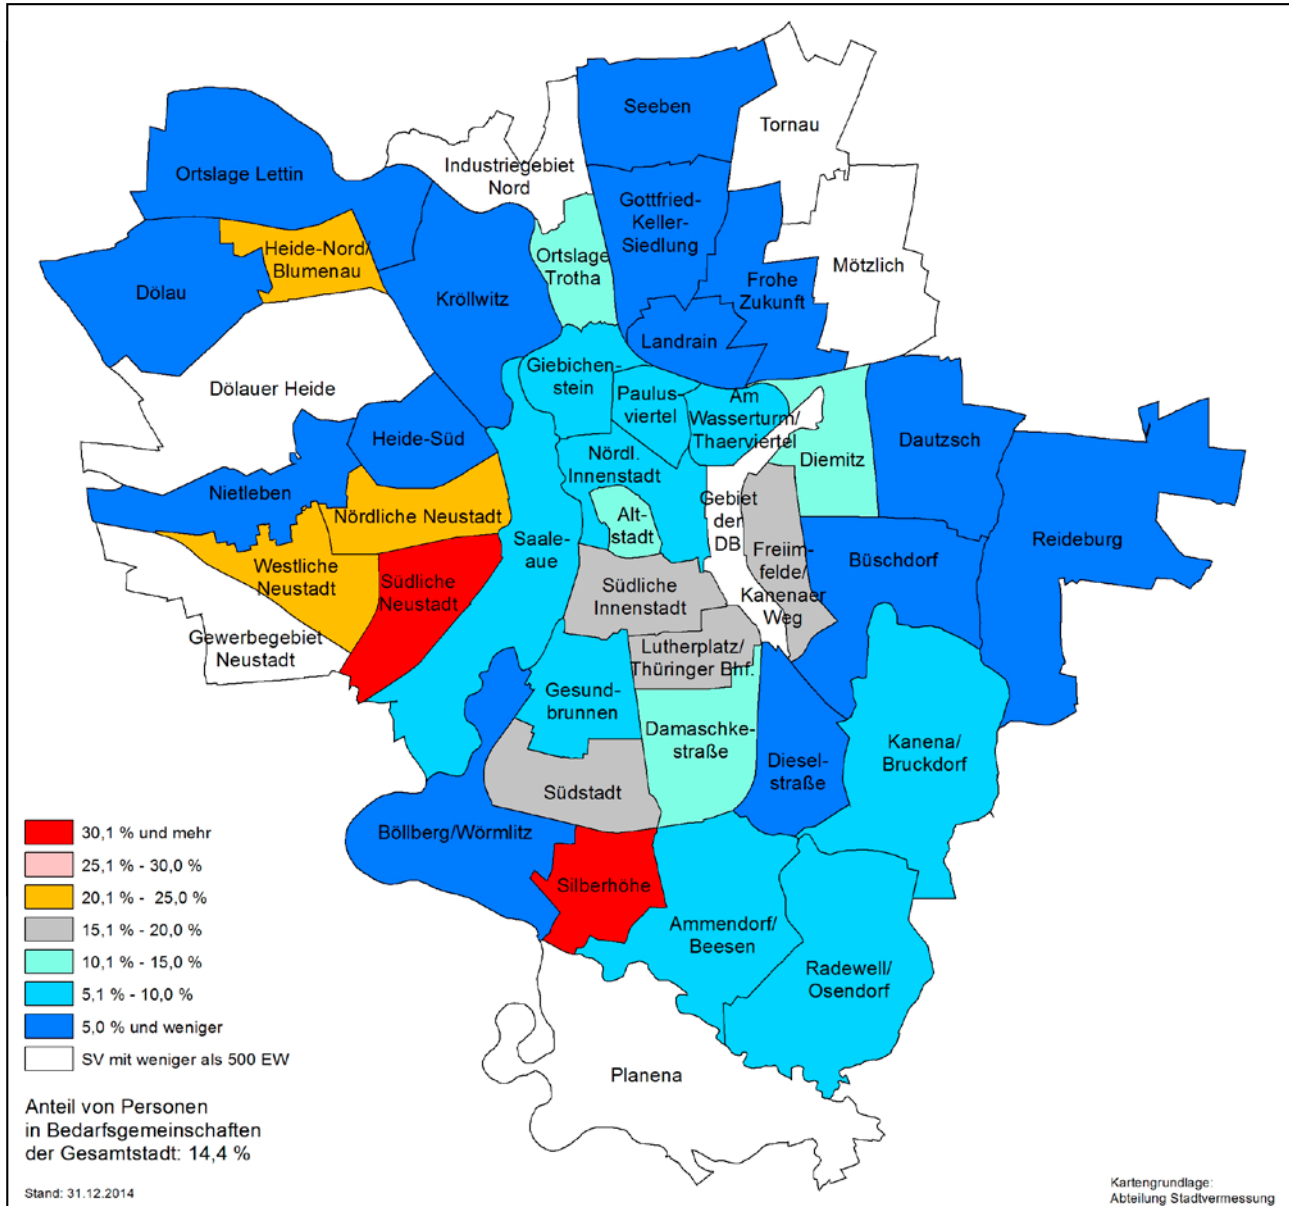 Seeben
Tornau
Industriegebiet
Nord
Ortslage Lettin
Gottfried-
Keller-
Siedlung
Heide-Nord/
Blumenau
Ortslage
Trotha
Mötzlich
Frohe
Zukunft
Dölau
Kröllwitz
Landrain
Giebichen-
stein
Dölauer Heide
Paulus-
viertel
Am
Wasserturm/
Thaerviertel
Heide-Süd
Dautzsch
Diemitz
Nördl.
Innenstadt
Nietleben
Gebiet
der
DB
Nördliche Neustadt
Alt-
stadt
Saale-
aue
Reideburg
Freiim-
felde/
Kanenaer
Weg
Büschdorf
Westliche
Neustadt
Südliche
Neustadt
Südliche
Innenstadt
Gewerbegebiet
Neustadt
Lutherplatz/
Thüringer Bhf.
Gesund-
brunnen
Damaschke-
straße
Kanena/
Bruckdorf
Diesel-
straße
Südstadt
Böllberg/Wörmlitz
Silberhöhe
Ammendorf/
Beesen
Radewell/
Osendorf
Planena
30,1 % und mehr
25,1 % - 30,0 %
20,1 % - 25,0 %
15,1 % - 20,0 %
10,1 % - 15,0 %
5,1 % - 10,0 %
5,0 % und weniger
SV mit weniger als 500 EW
Anteil von Personen
in Bedarfsgemeinschaften
der Gesamtstadt: 14,4 %
Stand: 31.12.2014
Kartengrundlage:
Abteilung Stadtvermessung